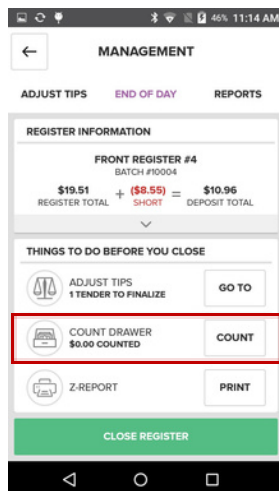 46% 11:14 AM
MANAGEMENT
ADJUST TIPS END OF DAY REPORTS
REGISTER INFORMATION
FRONT REGISTER #4
BATCH #10004
$19.51 + ($8.55) = $10.96
REGISTER TOTAL SHORT DEPOSIT TOTAL
THINGS TO DO BEFORE YOU CLOSE
ADJUST TIPS
1 TENDER TO FINALIZE
GO TO
COUNT DRAWER
$0.00 COUNTED
COUNT
Z-REPORT
PRINT
CLOSE REGISTER